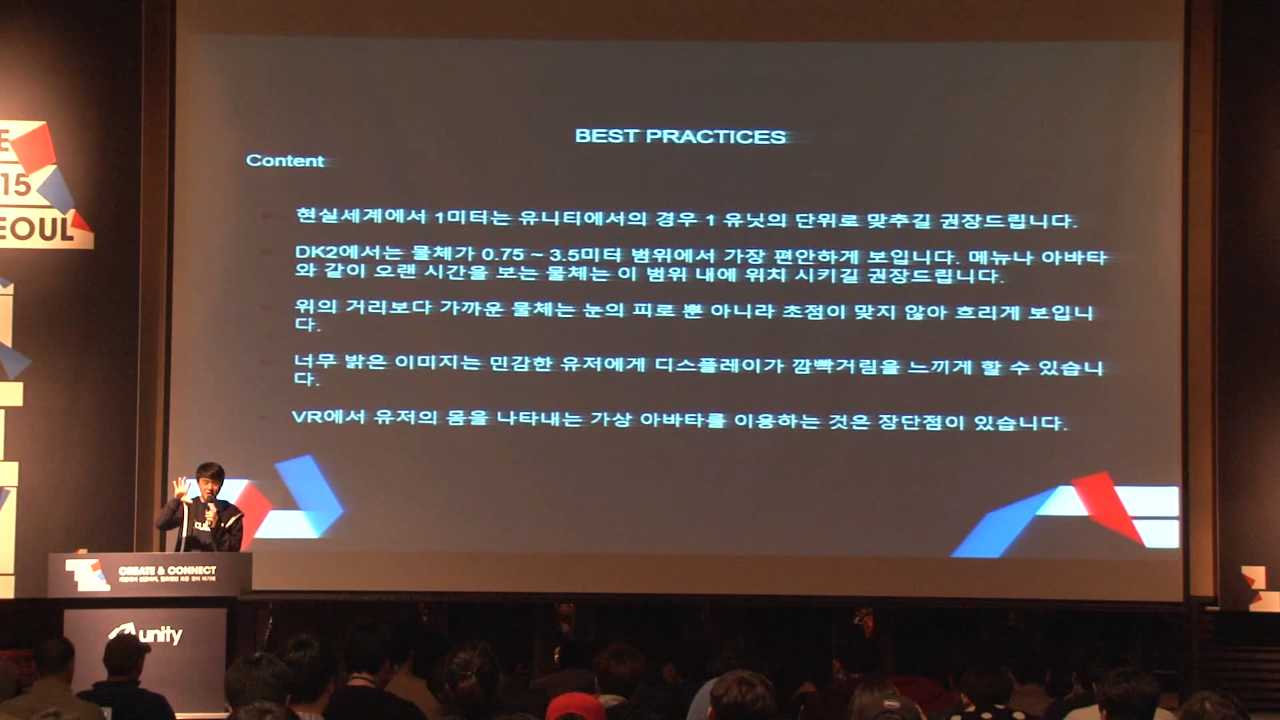 BEST PRACTICES
Content
현실세계에서 1미터는 유니티에서의 경우 1 유닛의 단위로 맞추길 권장드립니다.
DK2에서는 물체가 0.75 ~ 3.5미터 범위에서 가장 편안하게 보입니다. 메뉴나 아바타
와 같이 오랜 시간을 보는 물체는 이 범위 내에 위치 시키길 권장드립니다.
위의 거리보다 가까운 물체는 눈의 피로 뿐 아니라 초점이 맞지 않아 흐리게 보입니
다.
너무 밝은 이미지는 민감한 유저에게 디스플레이가 깜빡거림을 느끼게 할 수 있습니
다.
VR에서 유저의 몸을 나타내는 가상 아바타를 이용하는 것은 장단점이 있습니다.
E
15
EOUL
CREATE & CONNECT
unity